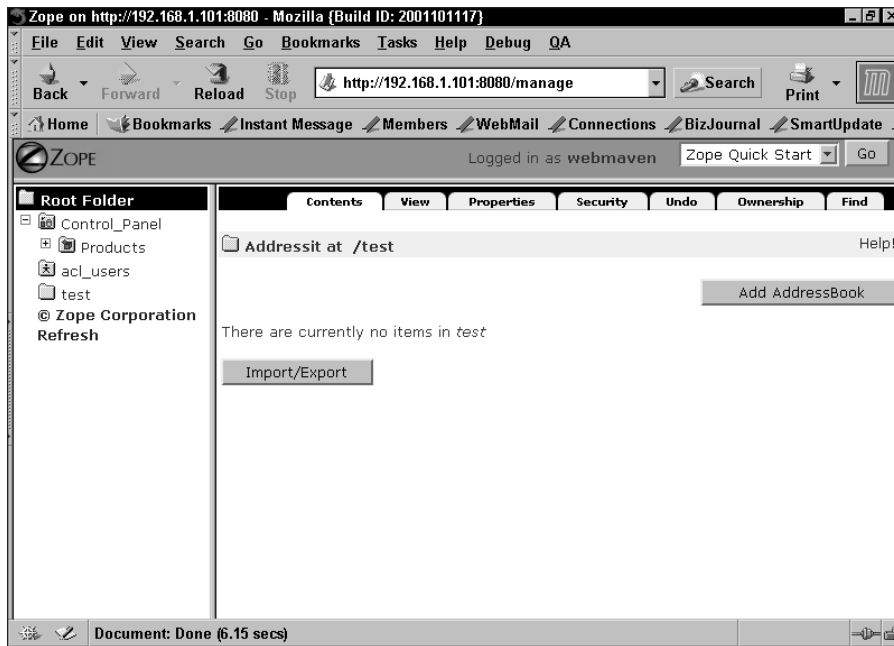 Zope on http://192.168.1.101:8080 - Mozilla {Build ID: 2001101117}
File Edit View Search Go Bookmarks Tasks Help Debug QA
Back Forward Reload Stop http://192.168.1.101:8080/manage Search Print
Home Bookmarks Instant Message Members WebMail Connections BizJournal SmartUpdate
ZOPE Logged in as webmaven Zope Quick Start Go
Root Folder
Control_Panel
Products
acl_users
test
© Zope Corporation
Refresh
Contents View Properties Security Undo Ownership Find
Addressit at /test Help!
Add AddressBook
There are currently no items in test
Import/Export
Document: Done (6.15 secs)